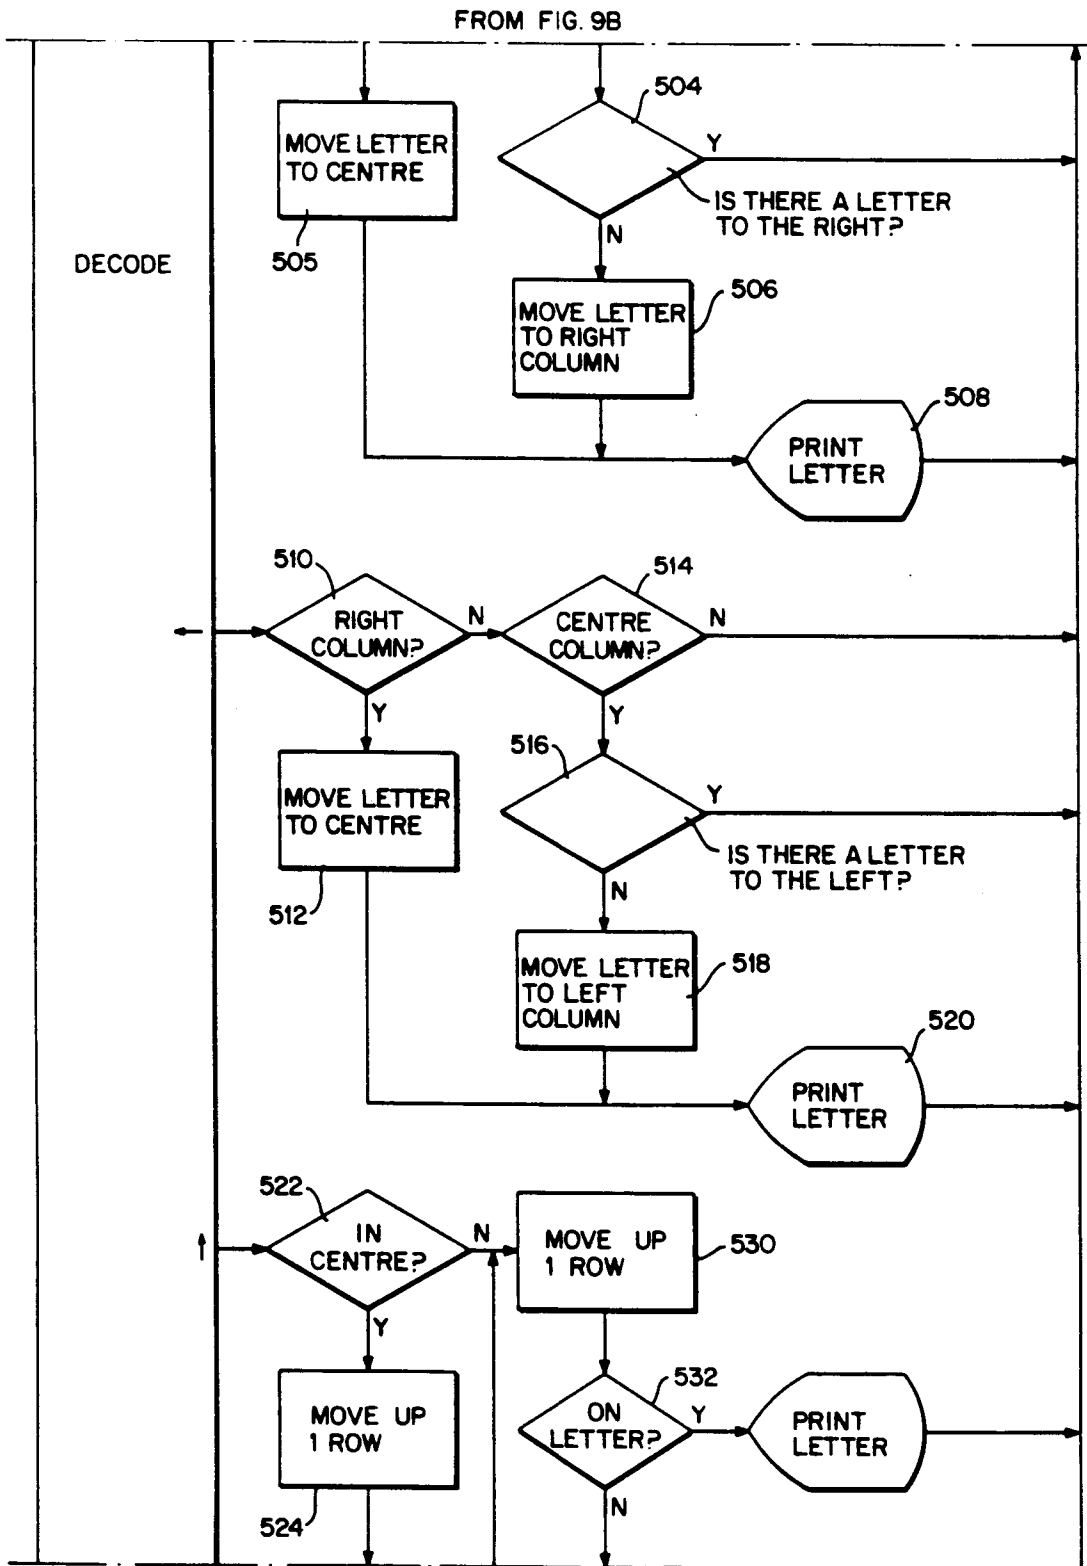 FROM FIG. 9B
504
MOVE LETTER
TO CENTRE
Y
IS THERE A LETTER
TO THE RIGHT?
505
N
DECODE
506
MOVE LETTER
TO RIGHT
COLUMN
508
PRINT
LETTER
510
RIGHT
COLUMN?
N
514
CENTRE
COLUMN?
N
Y
Y
516
MOVE LETTER
TO CENTRE
Y
IS THERE A LETTER
TO THE LEFT?
512
N
MOVE LETTER
TO LEFT
COLUMN
518
520
PRINT
LETTER
522
IN
CENTRE?
N
MOVE UP
1 ROW
530
Y
MOVE UP
1 ROW
524
532
ON
LETTER?
Y
PRINT
LETTER
N